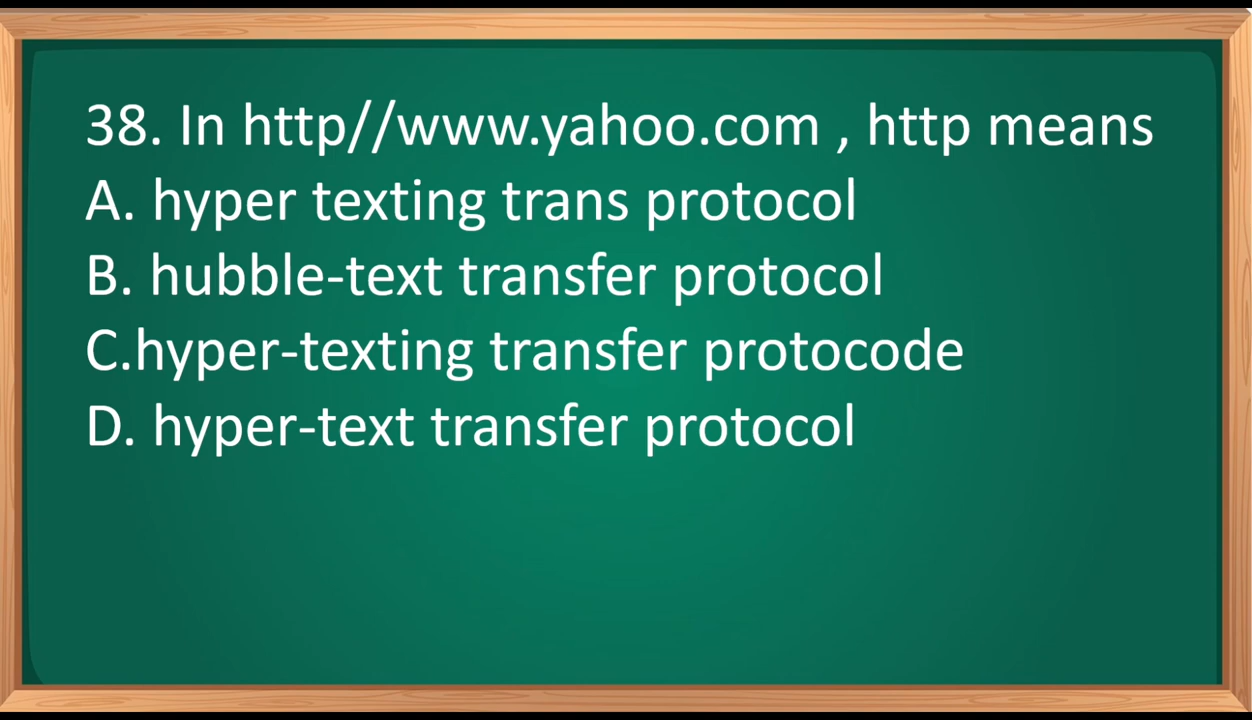 38. In http//www.yahoo.com , http means
A. hyper texting trans protocol
B. hubble-text transfer protocol
C.hyper-texting transfer protocode
D. hyper-text transfer protocol